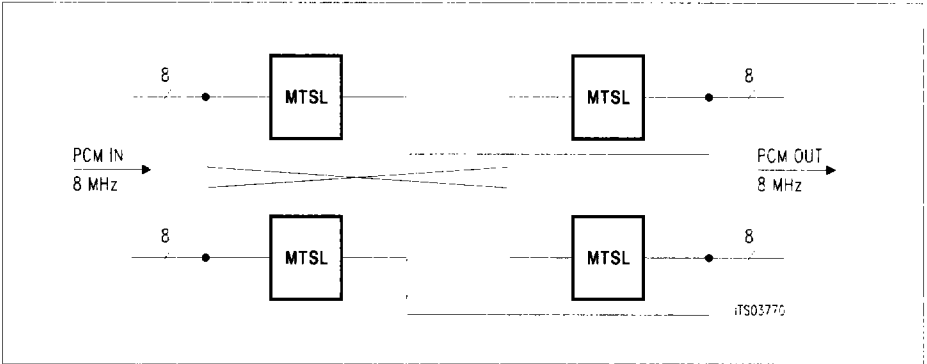 8
MTSL
MTSL
8
PCM IN
8 MHz
PCM OUT
8 MHz
8
MTSL
MTSL
8
ITS03770